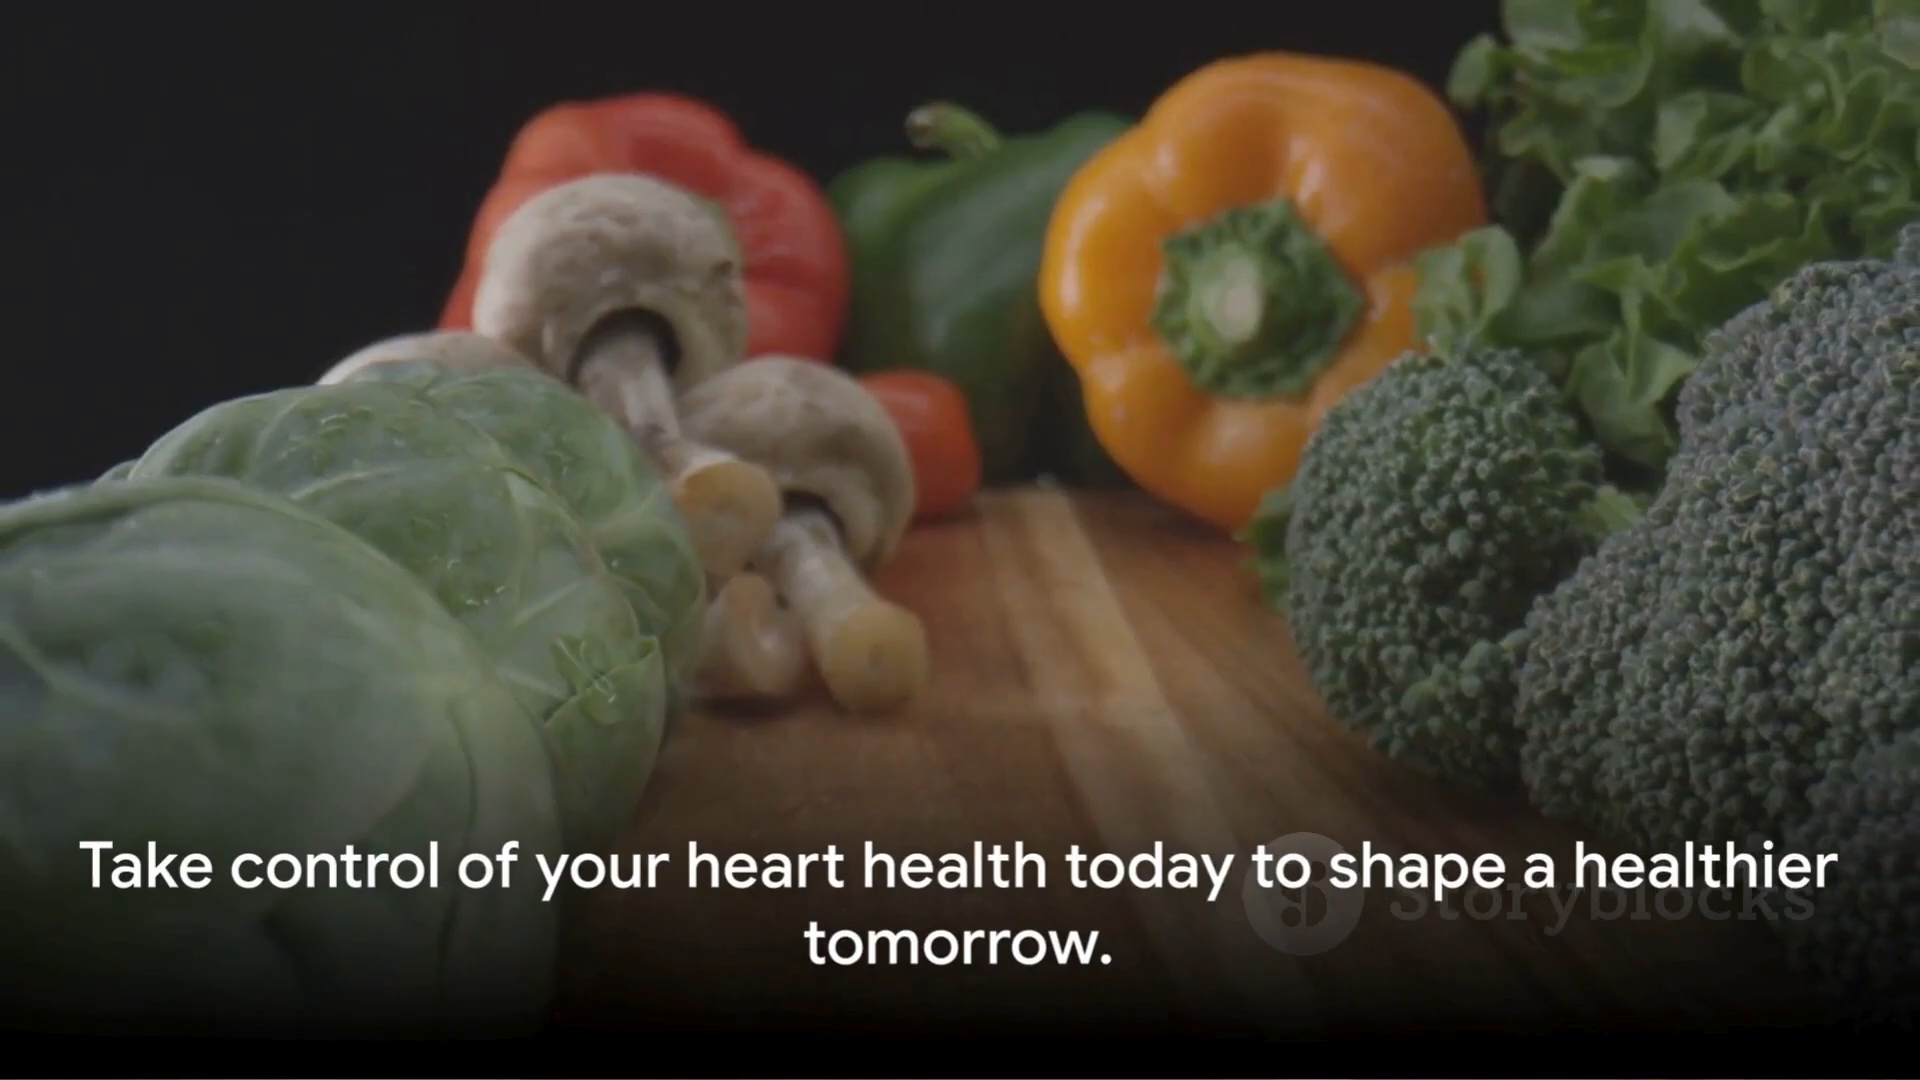 Take control of your heart health today to shape a healthier
tomorrow.
Storyblocks